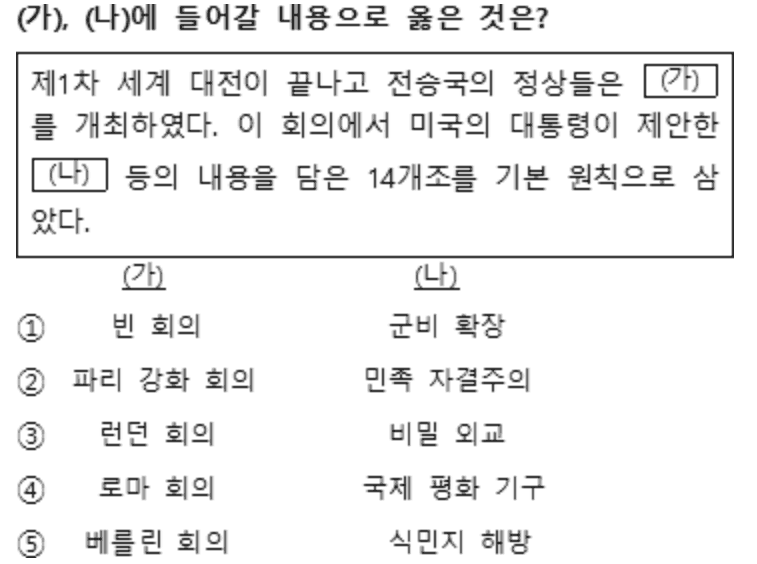 (가), (나)에 들어갈 내용으로 옳은 것은?
제1차 세계 대전이 끝나고 전승국의 정상들은 (가)
를 개최하였다. 이 회의에서 미국의 대통령이 제안한
(나) 등의 내용을 담은 14개조를 기본 원칙으로 삼
았다.
(가) (나)
① 빈 회의 군비 확장
② 파리 강화 회의 민족 자결주의
③ 런던 회의 비밀 외교
④ 로마 회의 국제 평화 기구
⑤ 베를린 회의 식민지 해방